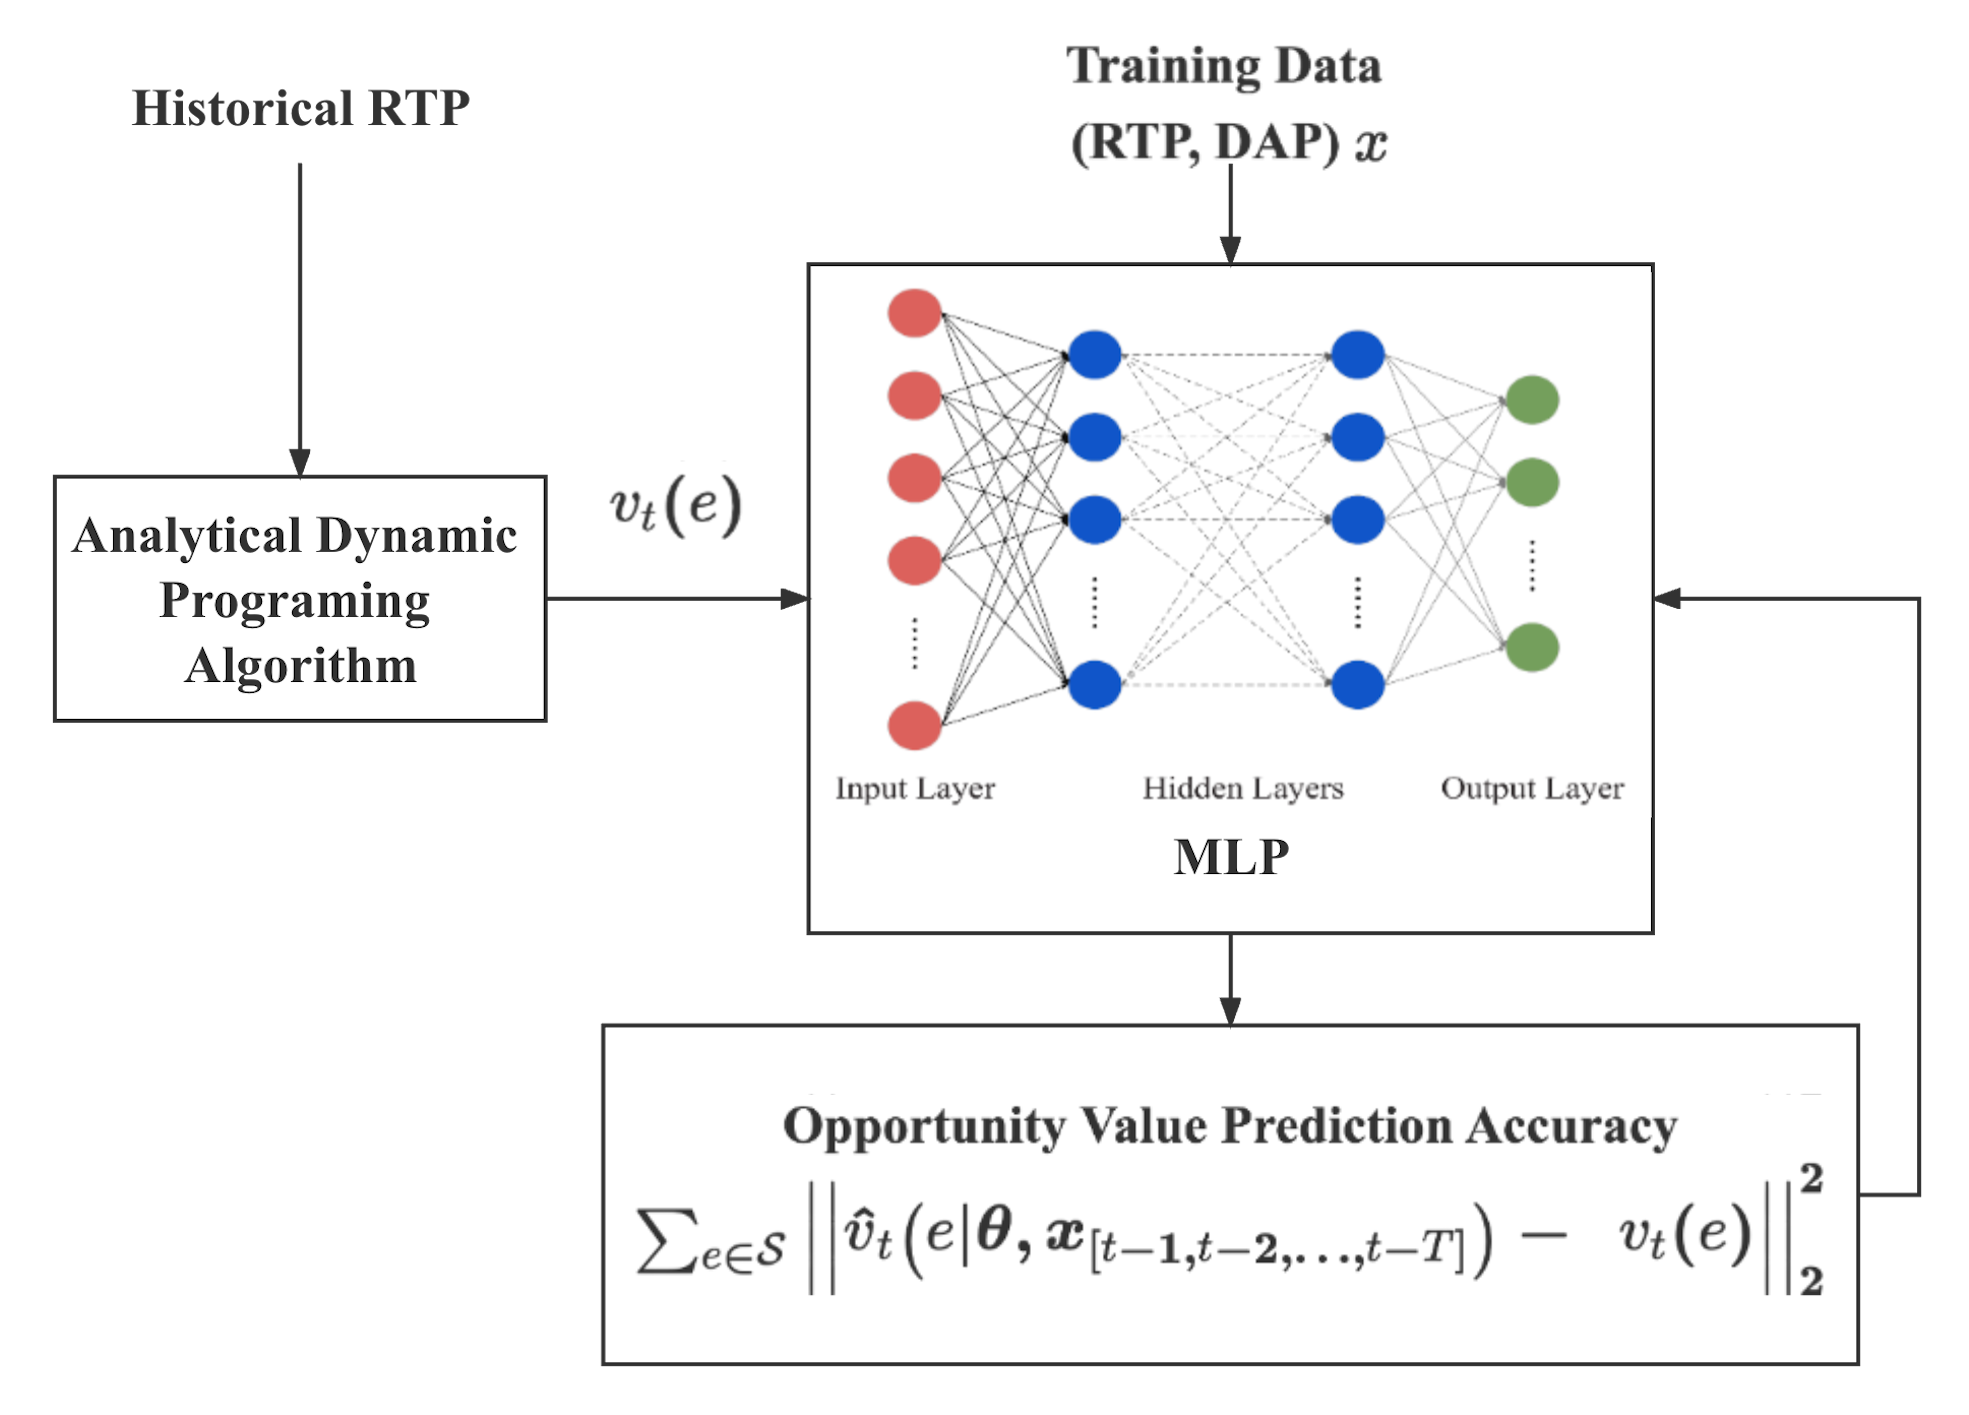 Historical RTP
Training Data
(RTP, DAP) x
Analytical Dynamic
Programing
Algorithm
v_t(e)
Input Layer
Hidden Layers
Output Layer
MLP
Opportunity Value Prediction Accuracy
∑_{e∈𝒮} ||v̂_t(e|θ, x_{[t−1,t−2,...,t−T]}) − v_t(e)||_2^2